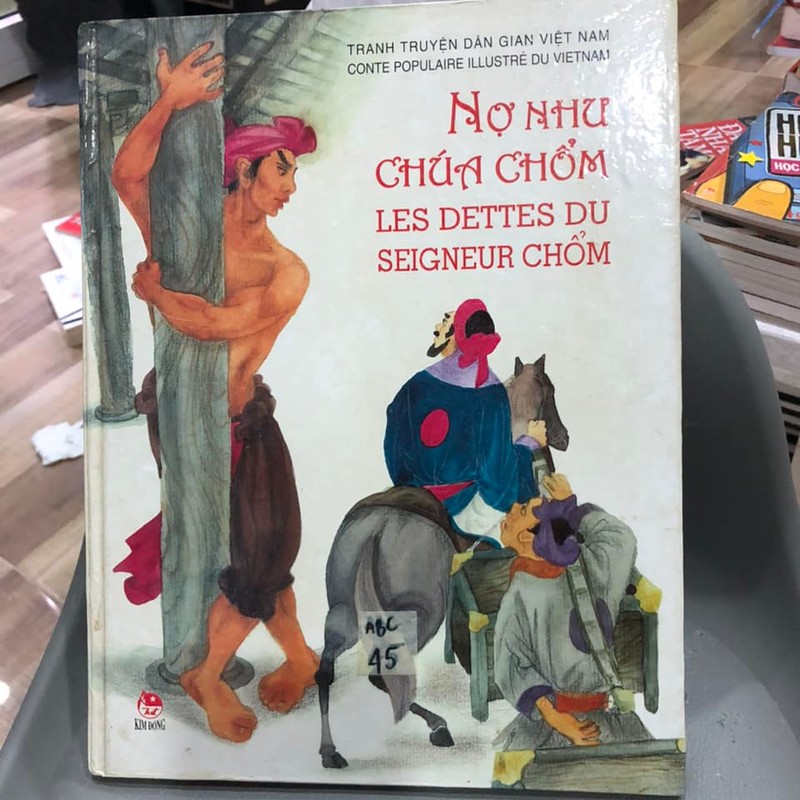 TRANH TRUYỆN DÂN GIAN VIỆT NAM
CONTE POPULAIRE ILLUSTRÉ DU VIETNAM
NỢ NHƯ
CHÚA CHỔM
LES DETTES DU
SEIGNEUR CHỔM
ABC
45
KIM ĐỒNG